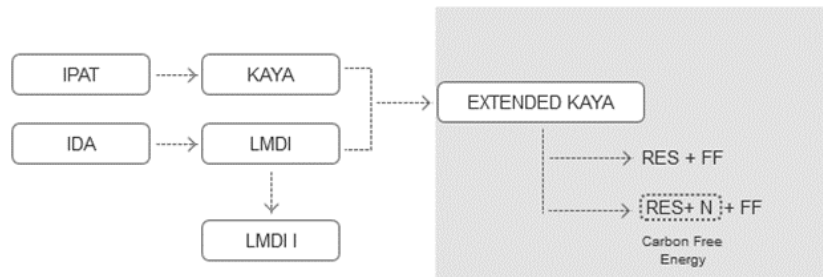 IPAT
KAYA
EXTENDED KAYA
IDA
LMDI
RES + FF
RES+ N + FF
LMDI I
Carbon Free
Energy